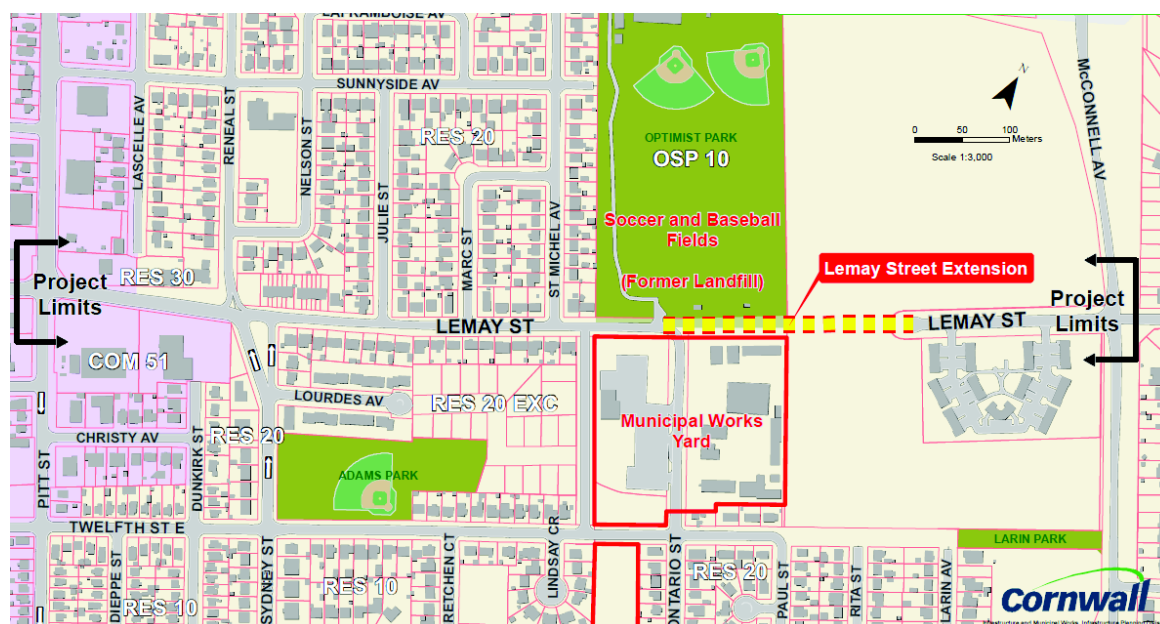 LAFRAMBOISE AV
SUNNYSIDE AV
McCONNELL AV
N
LASCELLE AV
RENEAL ST
NELSON ST
RES 20
OPTIMIST PARK
OSP 10
0 50 100
Meters
Scale 1:3,000
JULIE ST
MARC ST
ST MICHEL AV
Soccer and Baseball
Fields
(Former Landfill)
Project
Limits
RES 30
Lemay Street Extension
Project
Limits
LEMAY ST
LEMAY ST
COM 51
LOURDES AV
RES 20 EXC
Municipal Works
Yard
CHRISTY AV
RES 20
PITT ST
DUNKIRK ST
ADAMS PARK
TWELFTH ST E
LARIN PARK
DIEPPE ST
RES 10
SYDNEY ST
RES 10
GRETCHEN CT
LINDSAY CR
ONTARIO ST
RES 20
PAUL ST
RITA ST
LARIN AV
Cornwall